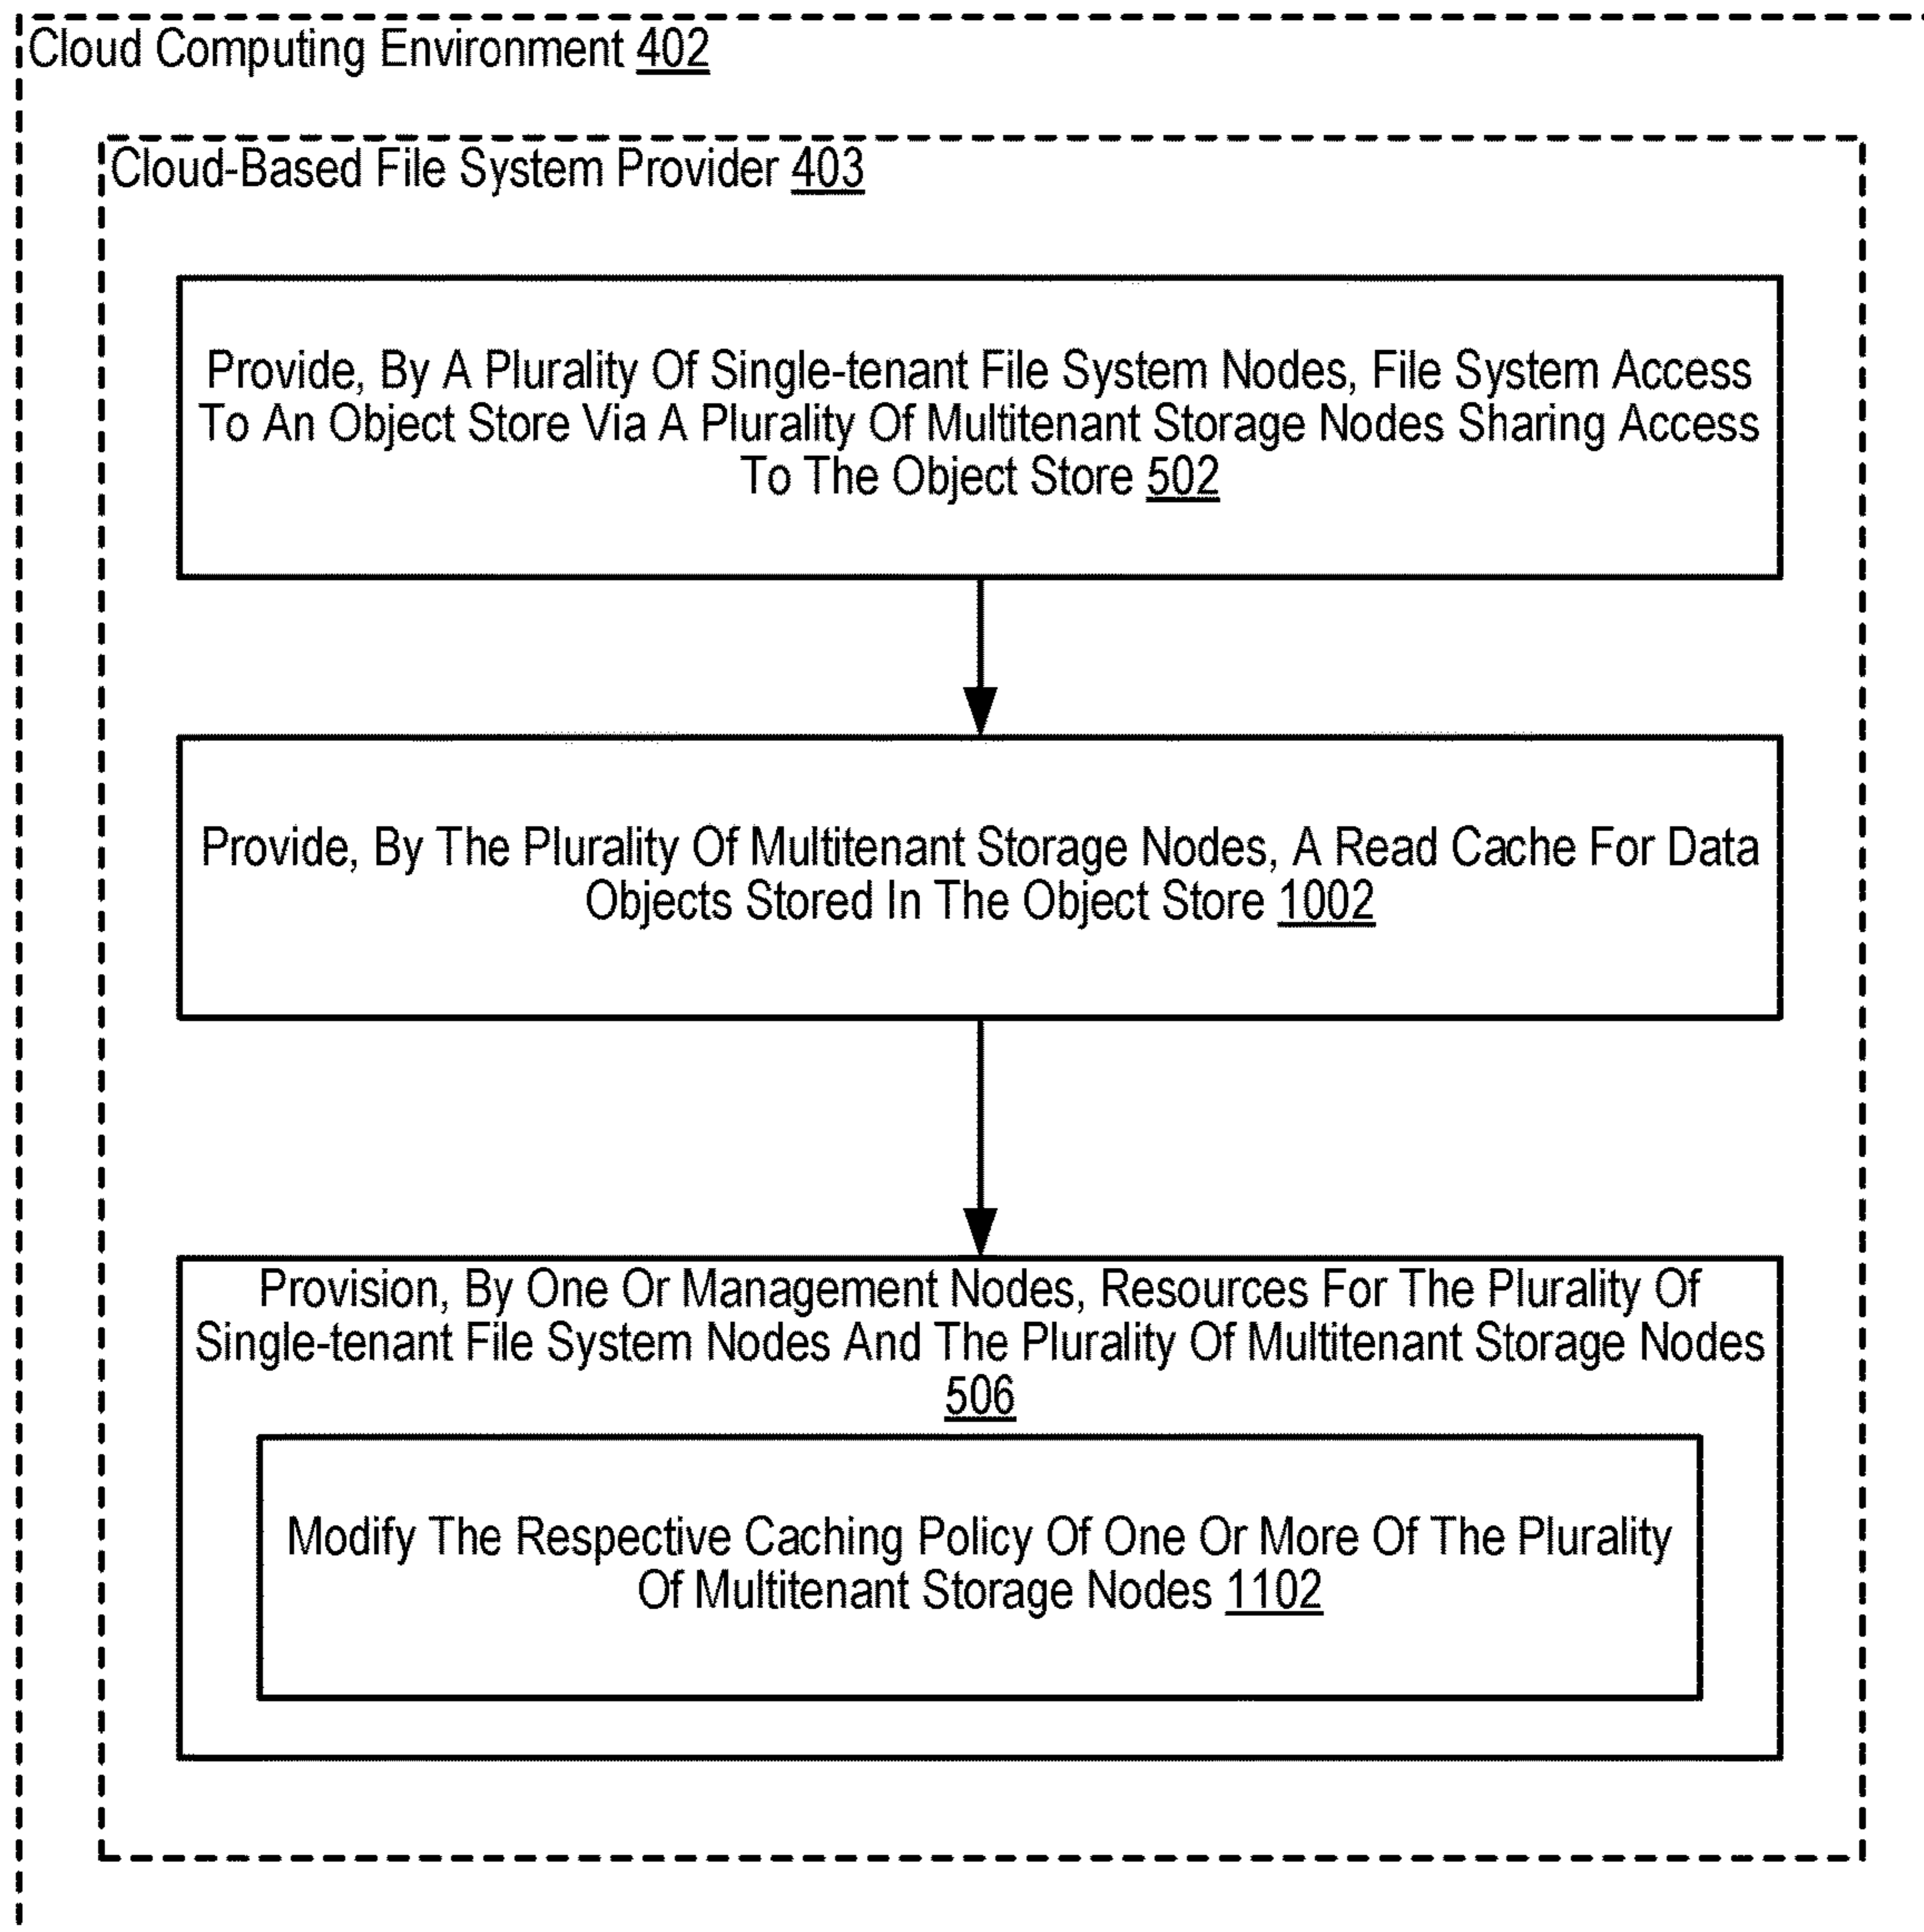 Cloud Computing Environment 402
Cloud-Based File System Provider 403
Provide, By A Plurality Of Single-tenant File System Nodes, File System Access
To An Object Store Via A Plurality Of Multitenant Storage Nodes Sharing Access
To The Object Store 502
Provide, By The Plurality Of Multitenant Storage Nodes, A Read Cache For Data
Objects Stored In The Object Store 1002
Provision, By One Or Management Nodes, Resources For The Plurality Of
Single-tenant File System Nodes And The Plurality Of Multitenant Storage Nodes
506
Modify The Respective Caching Policy Of One Or More Of The Plurality
Of Multitenant Storage Nodes 1102